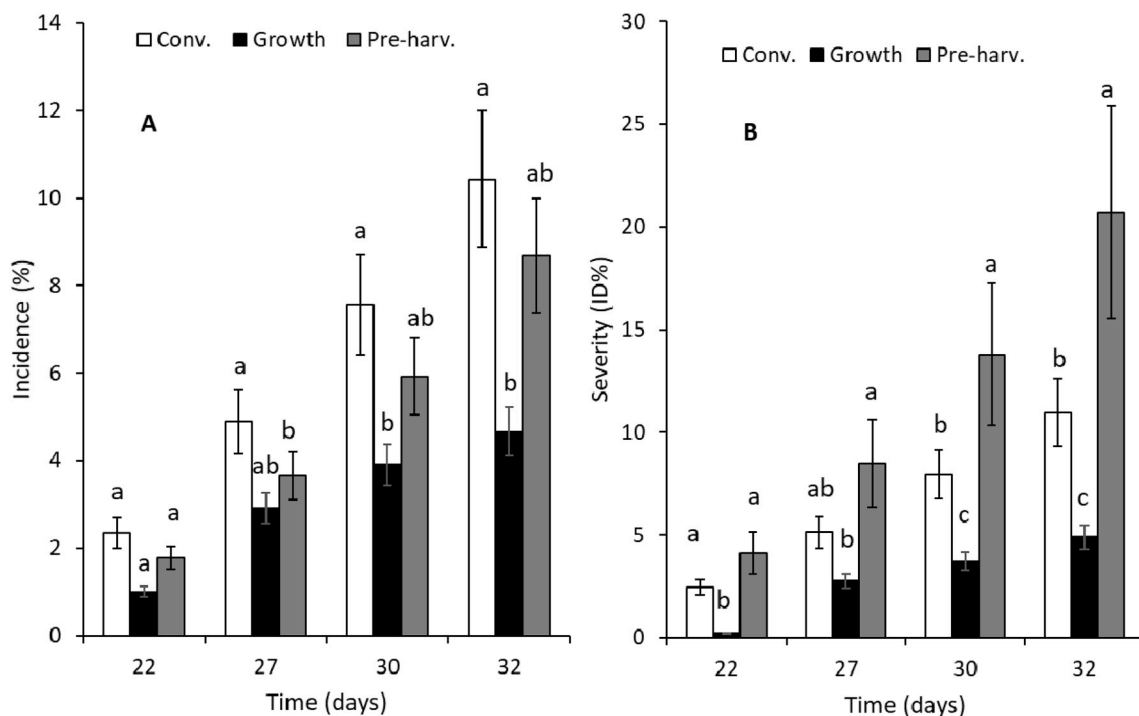 14
12
10
8
6
4
2
0
Incidence (%)
Conv. Growth Pre-harv.
A
a
a
a
a
ab
b
a
b
ab
a
b
ab
22 27 30 32
Time (days)
30
25
20
15
10
5
0
Severity (ID%)
Conv. Growth Pre-harv.
B
a
b
a
ab
b
a
b
c
a
b
c
a
22 27 30 32
Time (days)